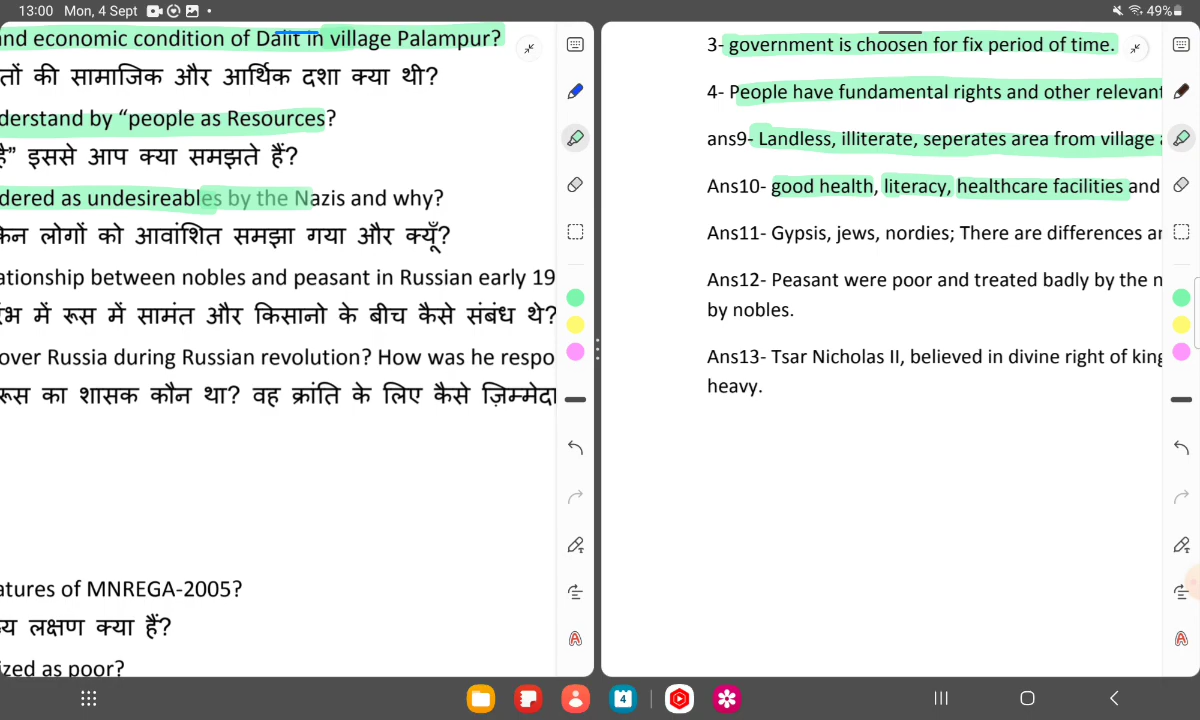 13:00 Mon, 4 Sept
49%
and economic condition of Dalit in village Palampur?
तों की सामाजिक और आर्थिक दशा क्या थी?
derstand by “people as Resources?
है” इससे आप क्या समझते हैं?
dered as undesireables by the Nazis and why?
किन लोगों को आवांशित समझा गया और क्यूँ?
ationship between nobles and peasant in Russian early 19
रंभ में रूस में सामंत और किसानो के बीच कैसे संबंध थे?
over Russia during Russian revolution? How was he respo
रूस का शासक कौन था? वह क्रांति के लिए कैसे ज़िम्मेदा
atures of MNREGA-2005?
य लक्षण क्या हैं?
ized as poor?
3- government is choosen for fix period of time.
4- People have fundamental rights and other relevant
ans9- Landless, illiterate, seperates area from village
Ans10- good health, literacy, healthcare facilities and
Ans11- Gypsis, jews, nordies; There are differences ar
Ans12- Peasant were poor and treated badly by the n
by nobles.
Ans13- Tsar Nicholas II, believed in divine right of king
heavy.
4